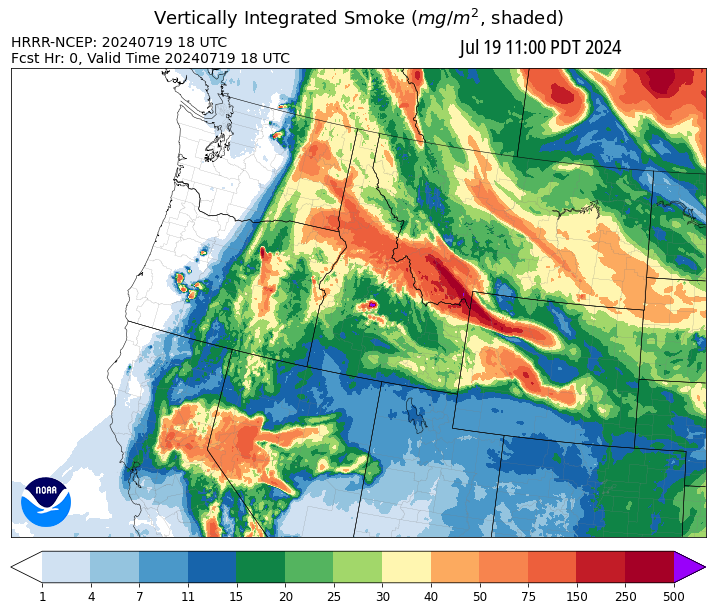 Vertically Integrated Smoke (mg/m², shaded)
HRRR-NCEP: 20240719 18 UTC
Jul 19 11:00 PDT 2024
Fcst Hr: 0, Valid Time 20240719 18 UTC
NOAA
1 4 7 11 15 20 25 30 40 50 75 150 250 500